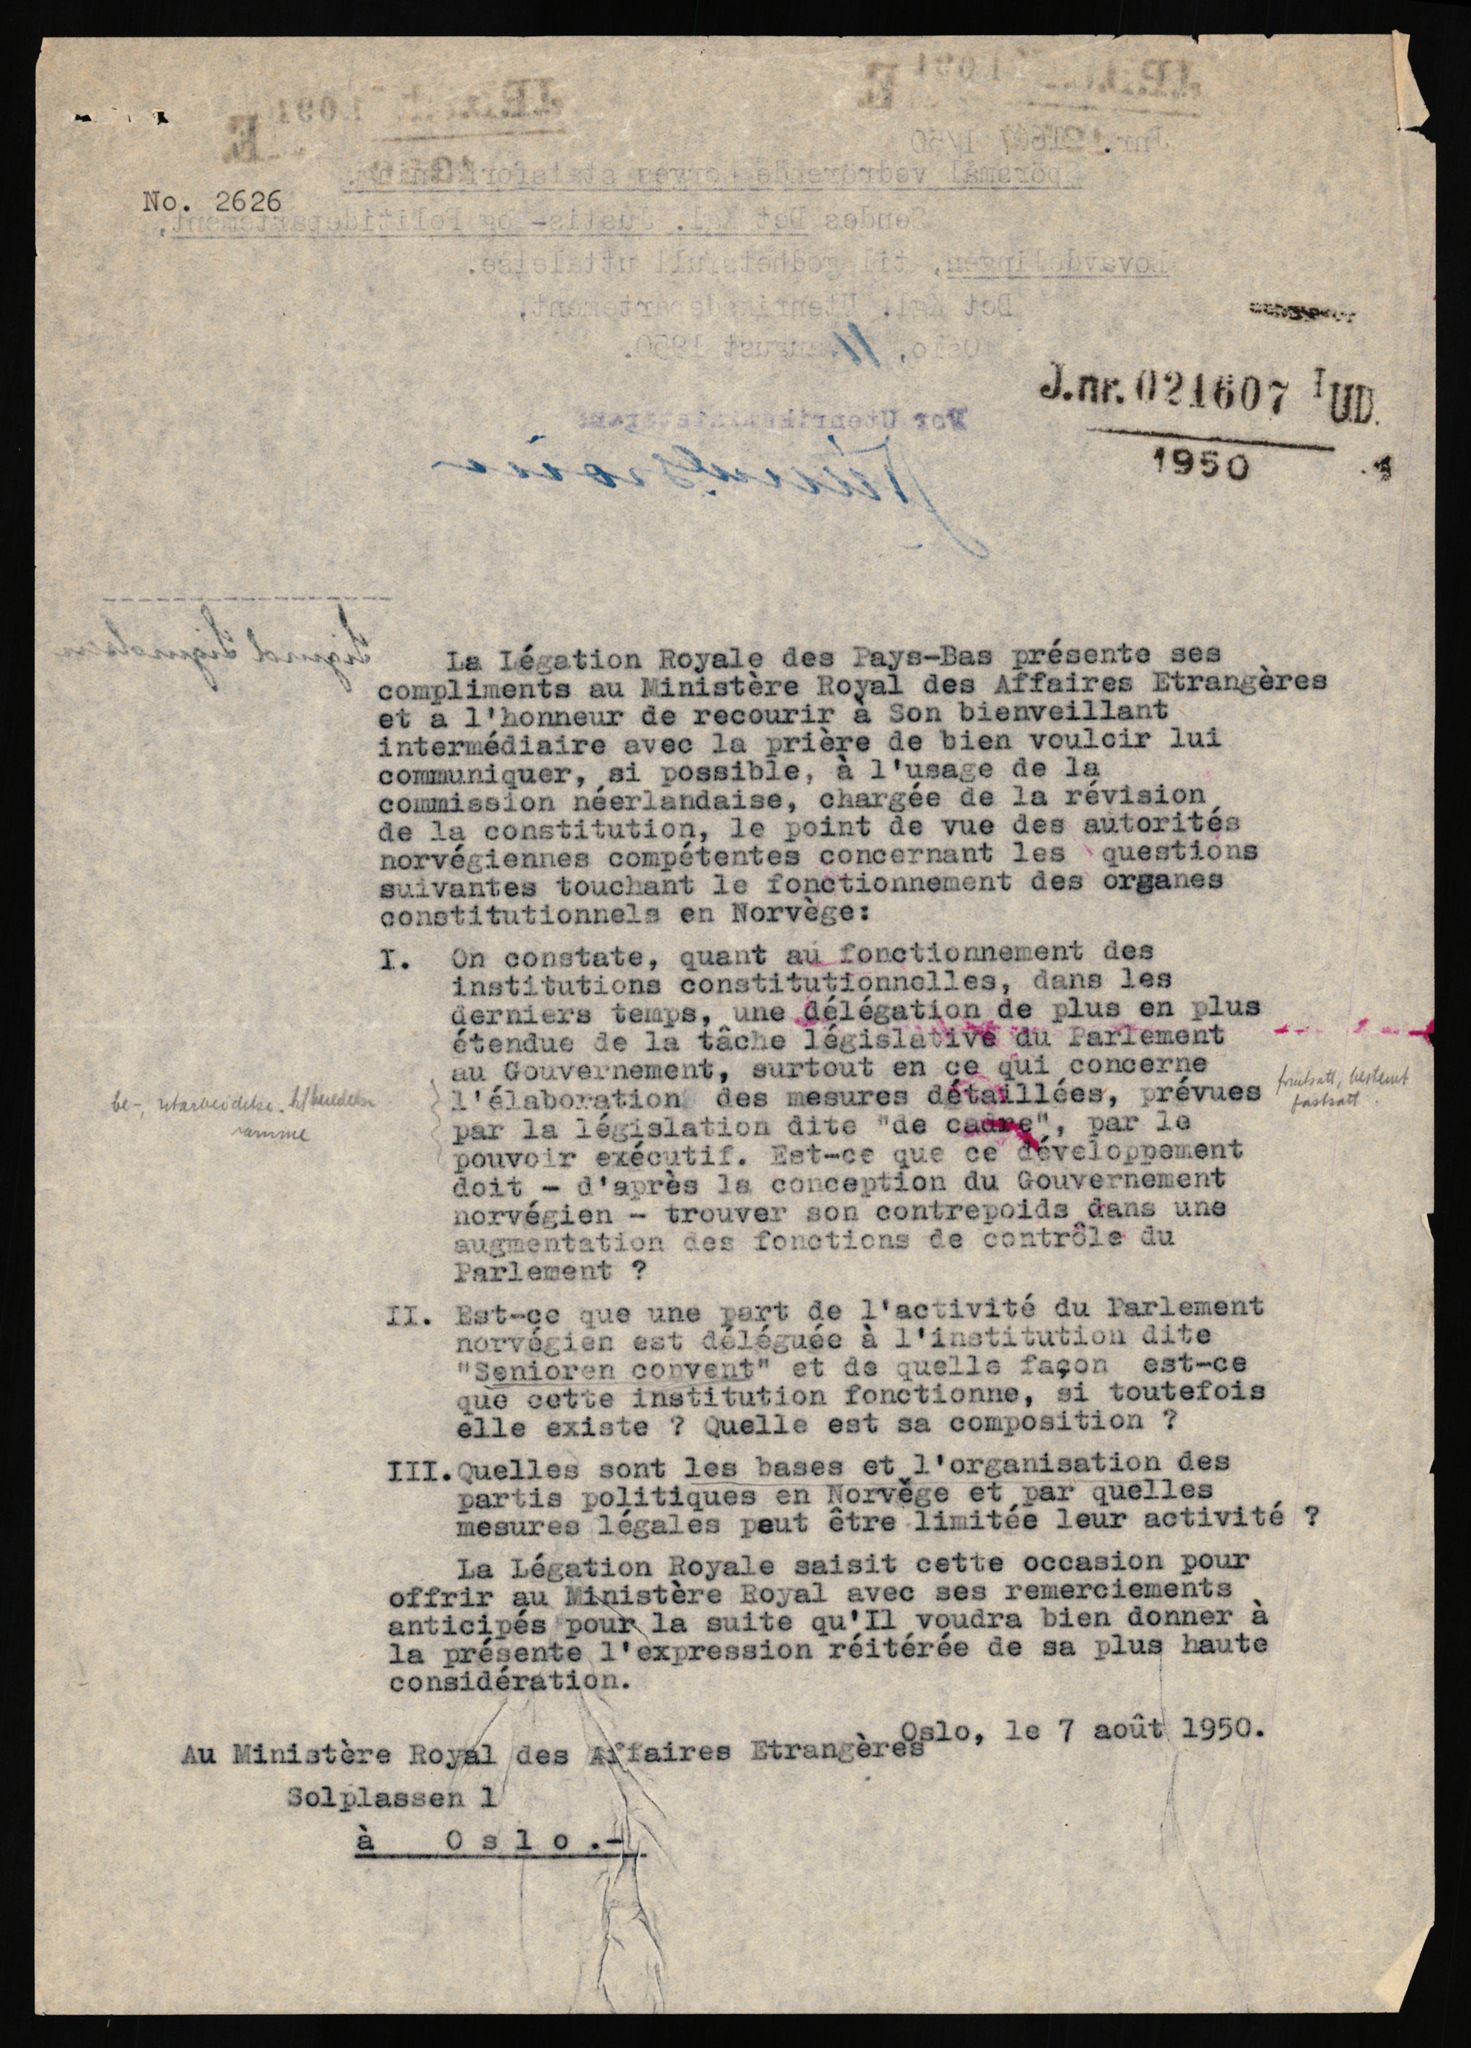 No. 2626
J.nr. 021607 I UD.
1950
La Légation Royale des Pays-Bas présente ses
compliments au Ministère Royal des Affaires Etrangères
et a l'honneur de recourir à Son bienveillant
intermédiaire avec la prière de bien vouloir lui
communiquer, si possible, à l'usage de la
commission néerlandaise, chargée de la révision
de la constitution, le point de vue des autorités
norvégiennes compétentes concernant les questions
suivantes touchant le fonctionnement des organes
constitutionnels en Norvège:
I. On constate, quant au fonctionnement des
institutions constitutionnelles, dans les
derniers temps, une délégation de plus en plus
étendue de la tâche législative du Parlement
au Gouvernement, surtout en ce qui concerne
l'élaboration des mesures détaillées, prévues
par la législation dite "de cadre", par le
pouvoir exécutif. Est-ce que ce développement
doit - d'après la conception du Gouvernement
norvégien - trouver son contrepoids dans une
augmentation des fonctions de contrôle du
Parlement ?
be-, utarbeidelse
ramme
forutsatt, bestemt
fastsatt.
II. Est-ce que une part de l'activité du Parlement
norvégien est déléguée à l'institution dite
"Senioren convent" et de quelle façon est-ce
que cette institution fonctionne, si toutefois
elle existe ? Quelle est sa composition ?
III. Quelles sont les bases et l'organisation des
partis politiques en Norvège et par quelles
mesures légales peut être limitée leur activité ?
La Légation Royale saisit cette occasion pour
offrir au Ministère Royal avec ses remerciements
anticipés pour la suite qu'Il voudra bien donner à
la présente l'expression réitérée de sa plus haute
considération.
Oslo, le 7 août 1950.
Au Ministère Royal des Affaires Etrangères
Solplassen 1
à Oslo.-